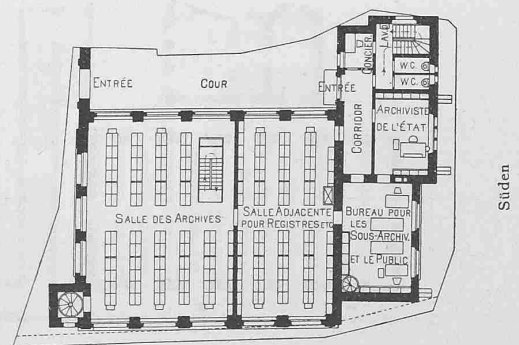 ENTRÉE
COUR
ENTRÉE
CONCIER.
LAV.
W.C.
W.C.
CORRIDOR
ARCHIVISTE
DE L'ÉTAT
SALLE DES ARCHIVES
SALLE ADJACENTE
POUR REGISTRES ETC
BUREAU POUR
LES
SOUS-ARCHIV.
ET LE PUBLIC
Süden